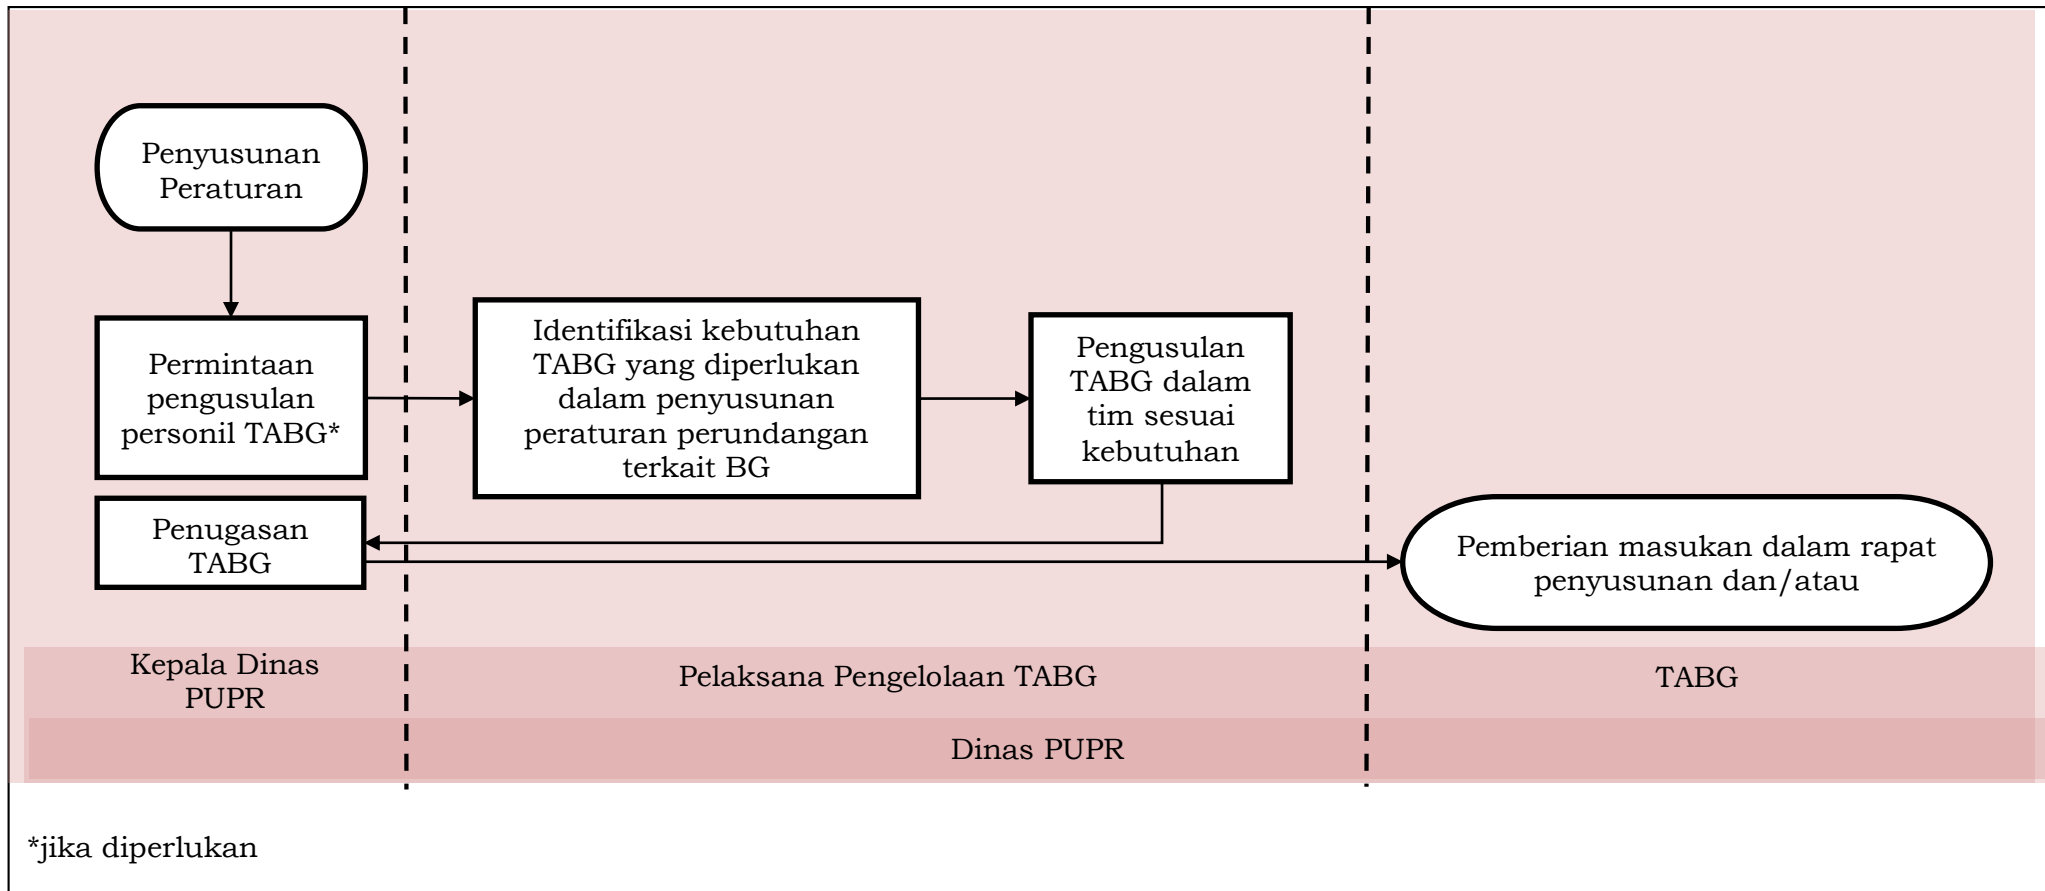 Penyusunan
Peraturan
Permintaan
pengusulan
personil TABG*
Identifikasi kebutuhan
TABG yang diperlukan
dalam penyusunan
peraturan perundangan
terkait BG
Pengusulan
TABG dalam
tim sesuai
kebutuhan
Penugasan
TABG
Pemberian masukan dalam rapat
penyusunan dan/atau
Kepala Dinas
PUPR
Pelaksana Pengelolaan TABG
TABG
Dinas PUPR
*jika diperlukan